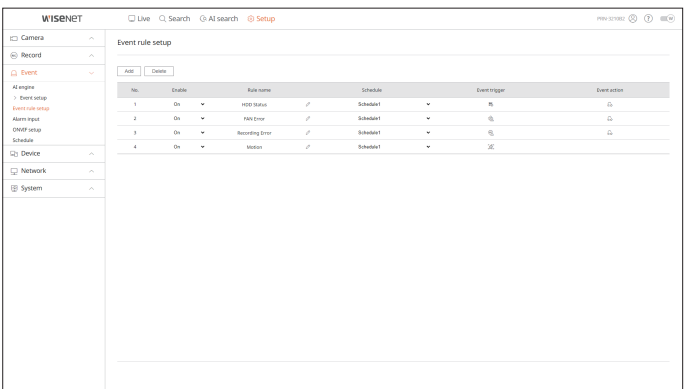 WISENET Live Search AI search Setup PRN-3210B2
Camera
Event rule setup
Record
Event
Add Delete
No. Enable Rule name Schedule Event trigger Event action
AI engine
> Event setup
1 On HDD Status Schedule1
Event rule setup
2 On FAN Error Schedule1
Alarm input
3 On Recording Error Schedule1
ONVIF setup
Schedule
4 On Motion Schedule1
Device
Network
System